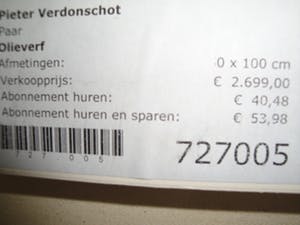 Pieter Verdonschot
Paar
Olieverf
Afmetingen: 0 x 100 cm
Verkoopprijs: € 2.699,00
Abonnement huren: € 40,48
Abonnement huren en sparen: € 53,98
727005
727005